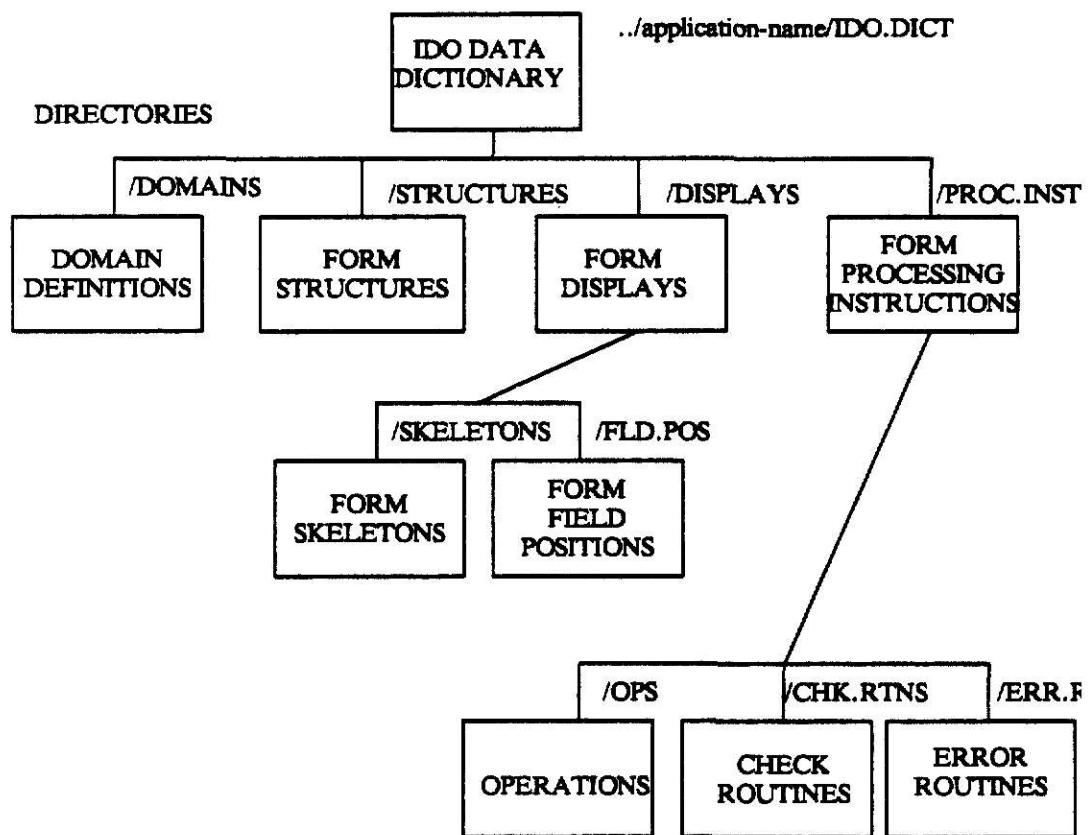 ../application-name/IDO.DICT
IDO DATA
DICTIONARY
DIRECTORIES
/DOMAINS
/STRUCTURES
/DISPLAYS
/PROC.INST
DOMAIN
DEFINITIONS
FORM
STRUCTURES
FORM
DISPLAYS
FORM
PROCESSING
INSTRUCTIONS
/SKELETONS
/FLD.POS
FORM
SKELETONS
FORM
FIELD
POSITIONS
/OPS
/CHK.RTNS
/ERR.R
OPERATIONS
CHECK
ROUTINES
ERROR
ROUTINES